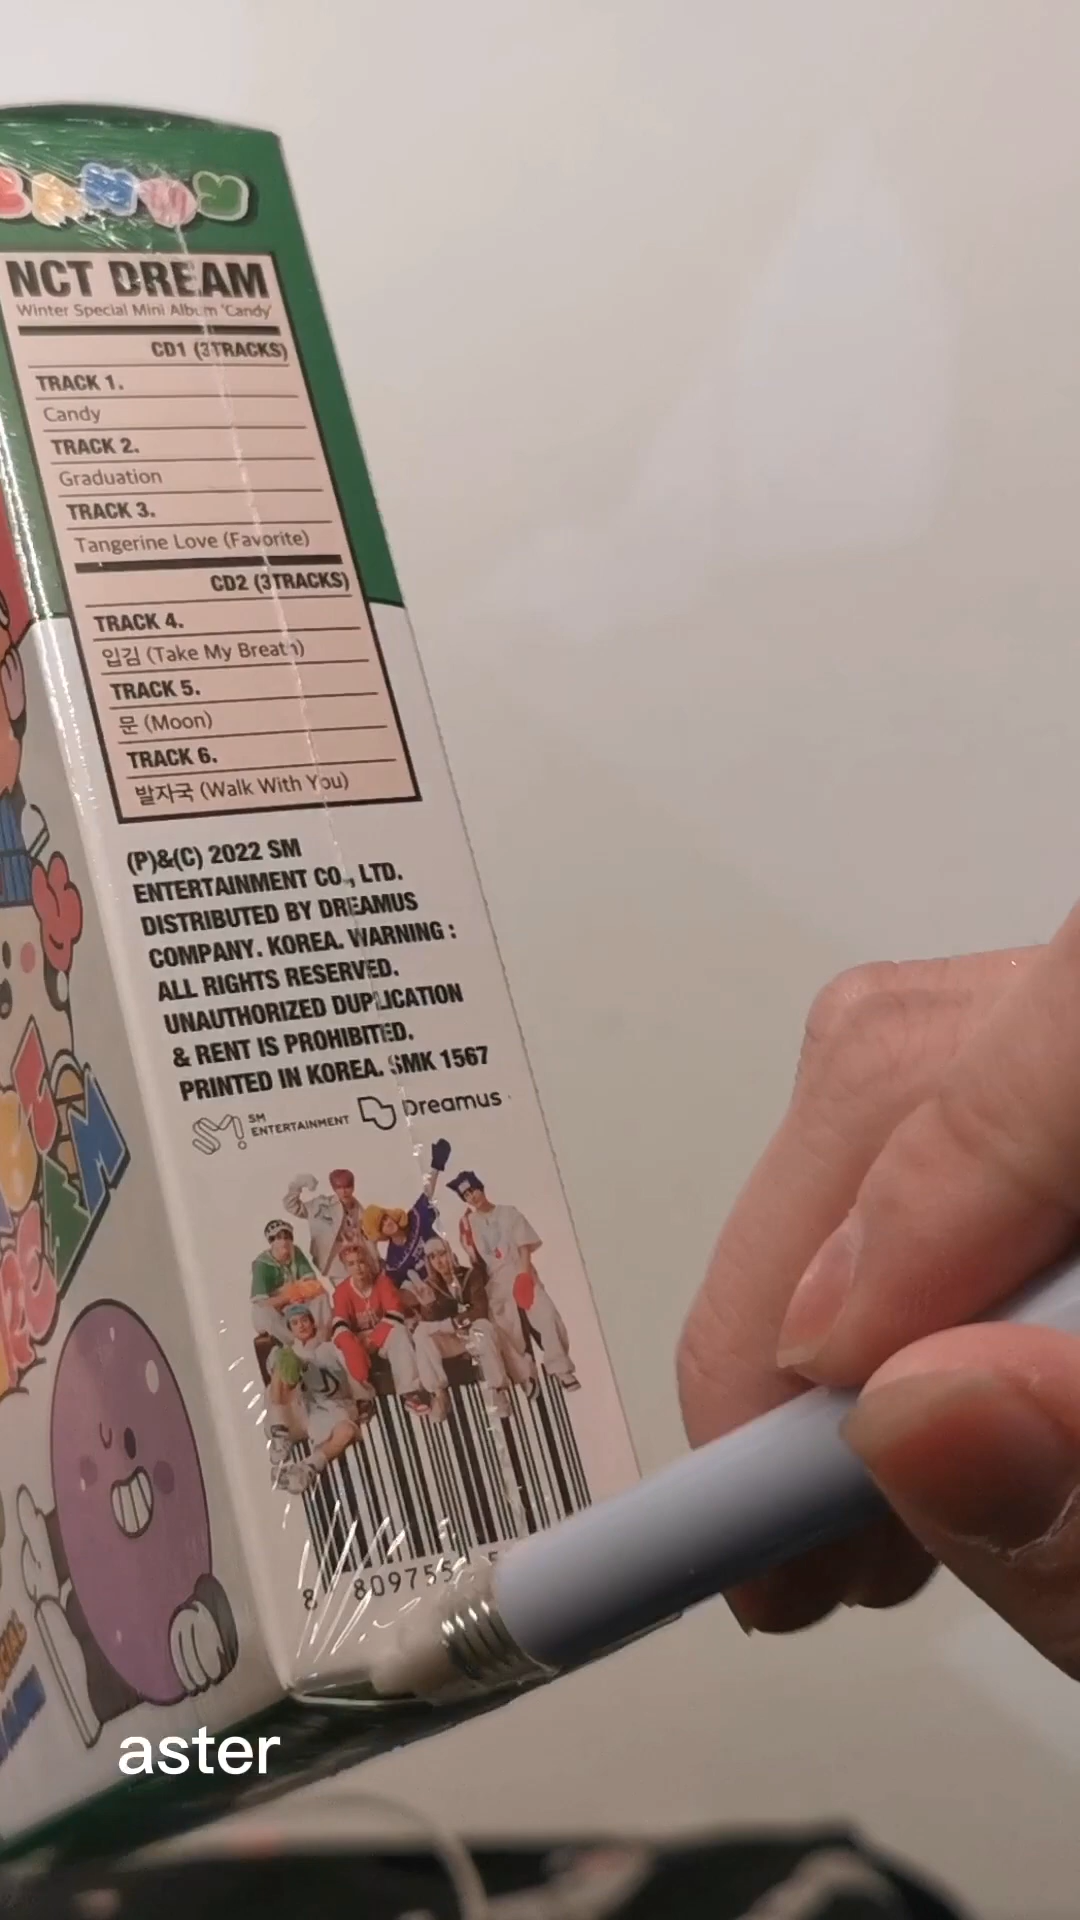 NCT DREAM
Winter Special Mini Album 'Candy'
CD1 (3TRACKS)
TRACK 1.
Candy
TRACK 2.
Graduation
TRACK 3.
Tangerine Love (Favorite)
CD2 (3TRACKS)
TRACK 4.
입김 (Take My Breath)
TRACK 5.
문 (Moon)
TRACK 6.
발자국 (Walk With You)
(P)&(C) 2022 SM
ENTERTAINMENT CO., LTD.
DISTRIBUTED BY DREAMUS
COMPANY. KOREA. WARNING :
ALL RIGHTS RESERVED.
UNAUTHORIZED DUPLICATION
& RENT IS PROHIBITED.
PRINTED IN KOREA. SMK 1567
SM
ENTERTAINMENT
Dreamus
8 809755
aster